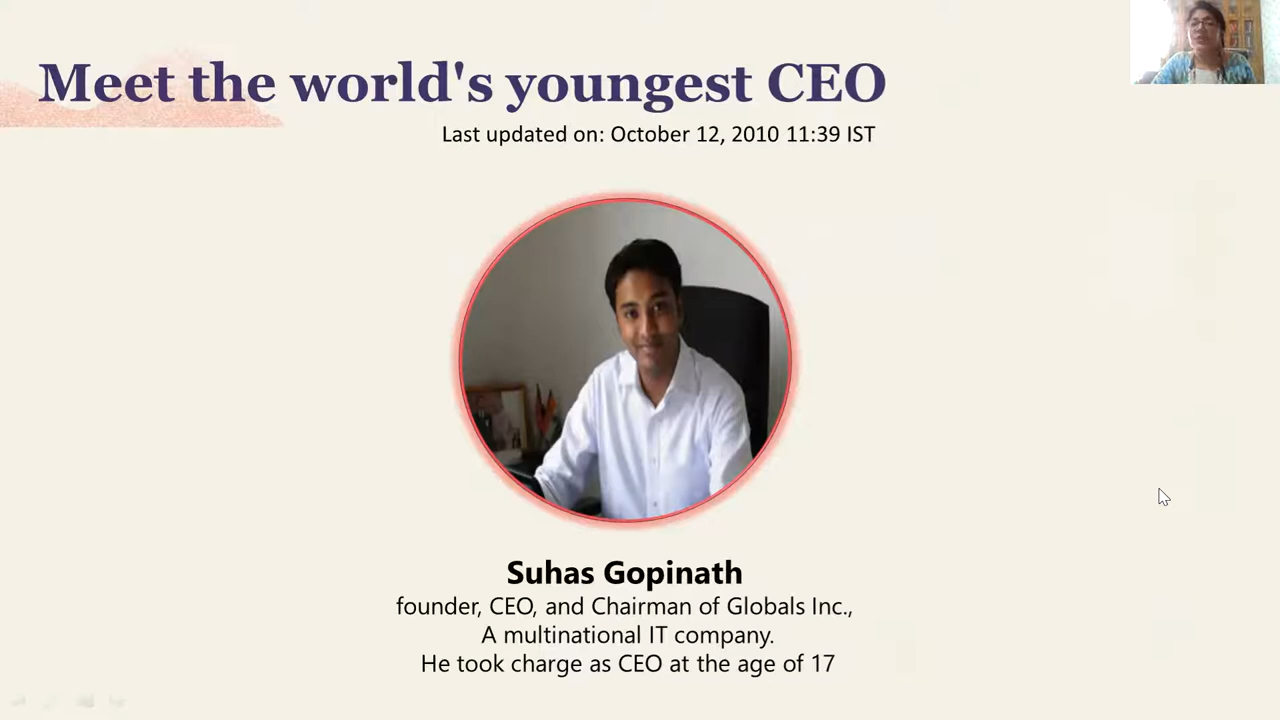 Meet the world's youngest CEO
Last updated on: October 12, 2010 11:39 IST
Suhas Gopinath
founder, CEO, and Chairman of Globals Inc.,
A multinational IT company.
He took charge as CEO at the age of 17